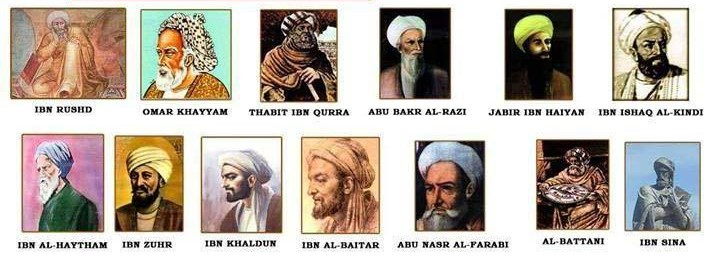 IBN RUSHD
OMAR KHAYYAM
THABIT IBN QURRA
ABU BAKR AL-RAZI
JABIR IBN HAIYAN
IBN ISHAQ AL-KINDI
IBN AL-HAYTHAM
IBN ZUHR
IBN KHALDUN
IBN AL-BAITAR
ABU NASR AL-FARABI
AL-BATTANI
IBN SINA